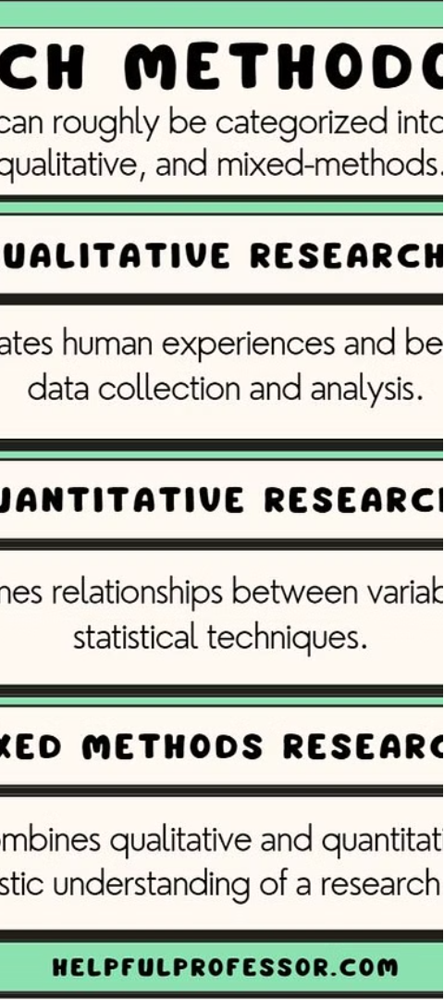 CH METHODO
can roughly be categorized into
qualitative, and mixed-methods.
UALITATIVE RESEARCH
ates human experiences and be
data collection and analysis.
UANTITATIVE RESEARCH
nes relationships between variab
statistical techniques.
XED METHODS RESEARC
ombines qualitative and quantitati
stic understanding of a research
HELPFULPROFESSOR.COM